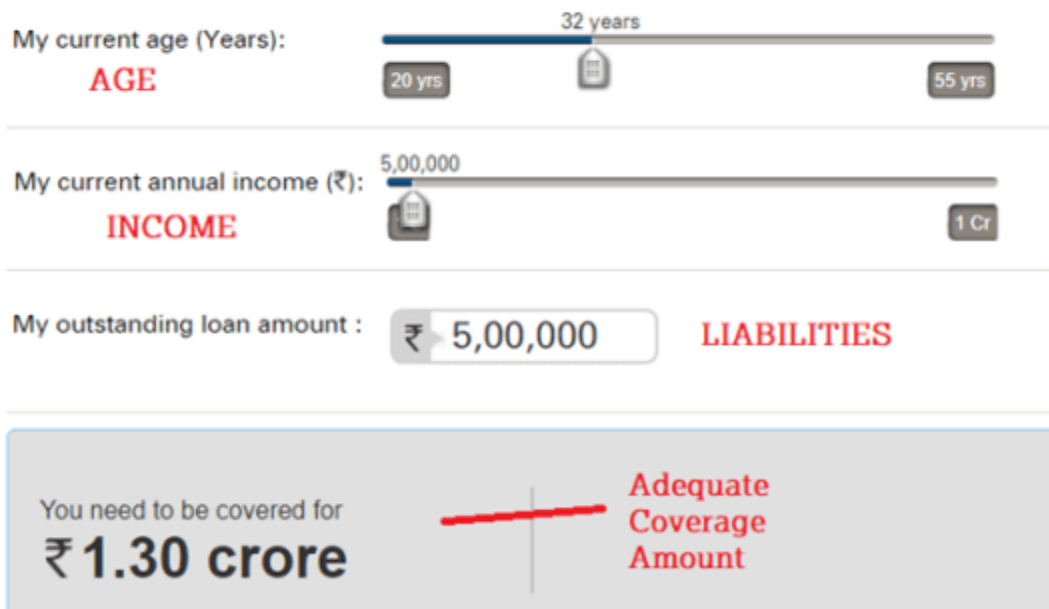 32 years
My current age (Years):
AGE
20 yrs
55 yrs
5,00,000
My current annual income (₹):
INCOME
1 Cr
My outstanding loan amount :
₹ 5,00,000
LIABILITIES
You need to be covered for
₹ 1.30 crore
Adequate
Coverage
Amount